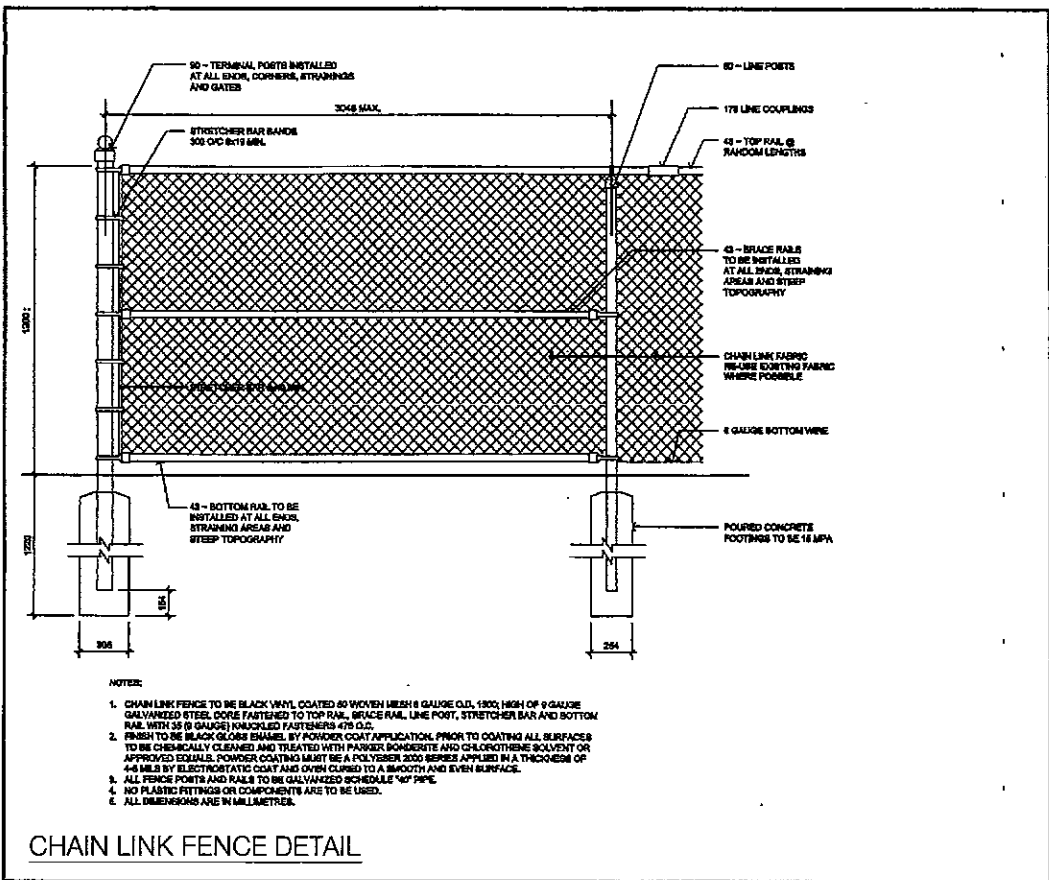 90 – TERMINAL POSTS INSTALLED
AT ALL ENDS, CORNERS, STRAININGS
AND GATES
3048 MAX.
STRETCHER BAR BANDS
MIN.
60 – LINE POSTS
178 LINE COUPLINGS
43 – TOP RAIL @
RANDOM LENGTHS
43 – BRACE RAILS
TO BE INSTALLED
AT ALL ENDS, STRAINING
AREAS AND STEEP
TOPOGRAPHY
CHAIN LINK FABRIC
RE-USE EXISTING FABRIC
WHERE POSSIBLE
GAUGE BOTTOM WIRE
43 – BOTTOM RAIL TO BE
INSTALLED AT ALL ENDS,
STRAINING AREAS AND
STEEP TOPOGRAPHY
POURED CONCRETE
FOOTINGS TO BE 15 MPA
1220
305
254
NOTES:
1. CHAIN LINK FENCE TO BE BLACK VINYL COATED 50 WOVEN MESH GAUGE O.D., HIGH OF 9 GAUGE
GALVANIZED STEEL CORE FASTENED TO TOP RAIL, BRACE RAIL, LINE POST, STRETCHER BAR AND BOTTOM
RAIL WITH (9 GAUGE) KNUCKLED FASTENERS O.C.
2. FINISH TO BE BLACK GLOSS ENAMEL BY POWDER COAT APPLICATION. PRIOR TO COATING ALL SURFACES
TO BE CHEMICALLY CLEANED AND TREATED WITH PARKER BONDERITE AND CHLOROTHENE SOLVENT OR
APPROVED EQUALS. POWDER COATING MUST BE A POLYESTER 2000 SERIES APPLIED IN A THICKNESS OF
MILS BY ELECTROSTATIC COAT AND OVEN CURED TO A SMOOTH AND EVEN SURFACE.
3. ALL FENCE POSTS AND RAILS TO BE GALVANIZED SCHEDULE "40" PIPE.
4. NO PLASTIC FITTINGS OR COMPONENTS ARE TO BE USED.
ALL DIMENSIONS ARE IN MILLIMETRES.
CHAIN LINK FENCE DETAIL